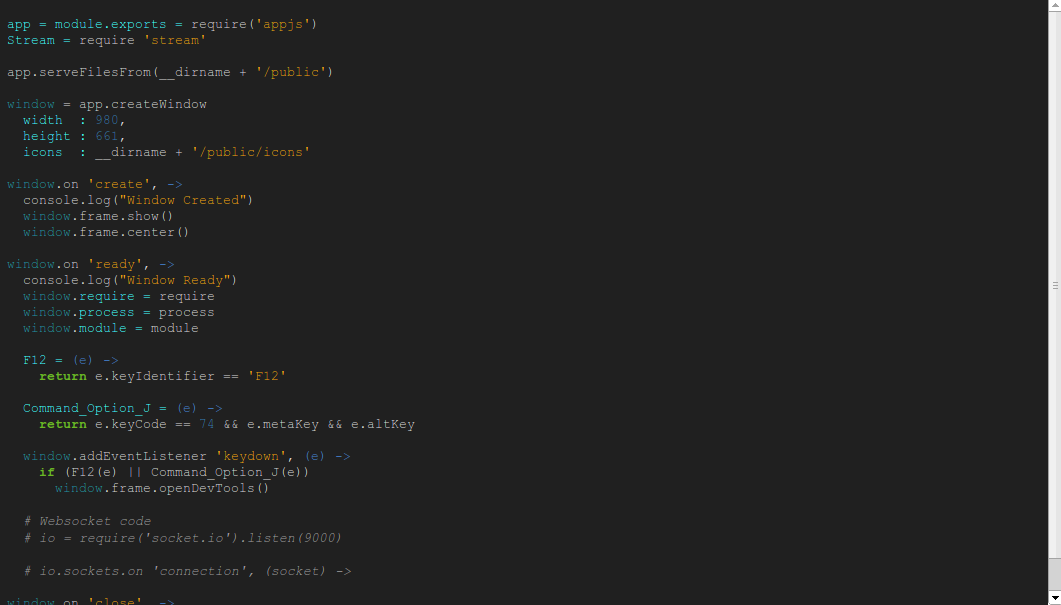 app = module.exports = require('appjs')
Stream = require 'stream'

app.serveFilesFrom(__dirname + '/public')

window = app.createWindow
  width  : 980,
  height : 661,
  icons  : __dirname + '/public/icons'

window.on 'create', ->
  console.log("Window Created")
  window.frame.show()
  window.frame.center()

window.on 'ready', ->
  console.log("Window Ready")
  window.require = require
  window.process = process
  window.module = module

  F12 = (e) ->
    return e.keyIdentifier == 'F12'

  Command_Option_J = (e) ->
    return e.keyCode == 74 && e.metaKey && e.altKey

  window.addEventListener 'keydown', (e) ->
    if (F12(e) || Command_Option_J(e))
      window.frame.openDevTools()

  # Websocket code
  # io = require('socket.io').listen(9000)

  # io.sockets.on 'connection', (socket) ->

window.on 'close', ->